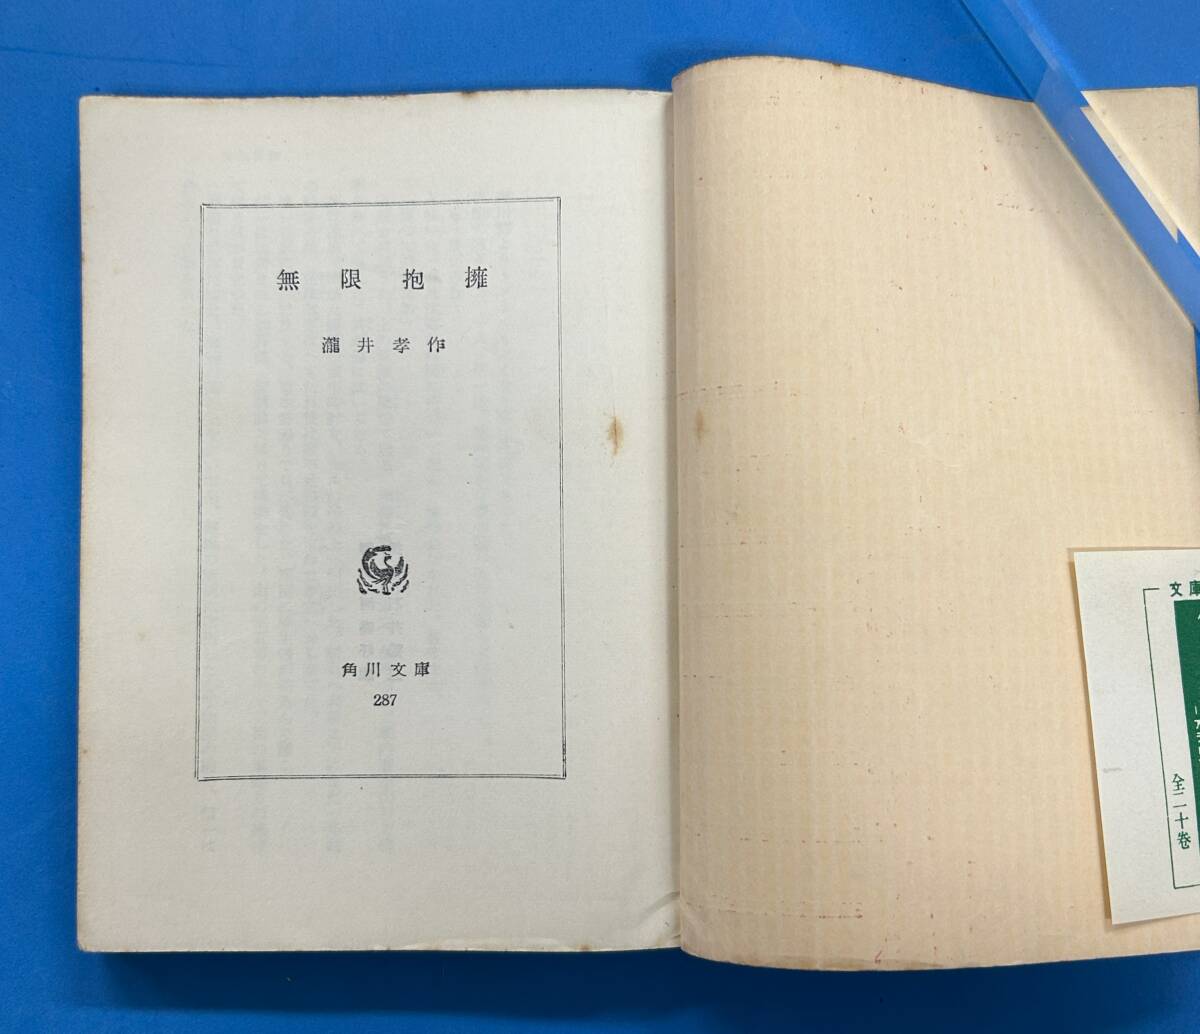 無限抱擁
瀧井孝作
角川文庫
287
文庫
全二十巻